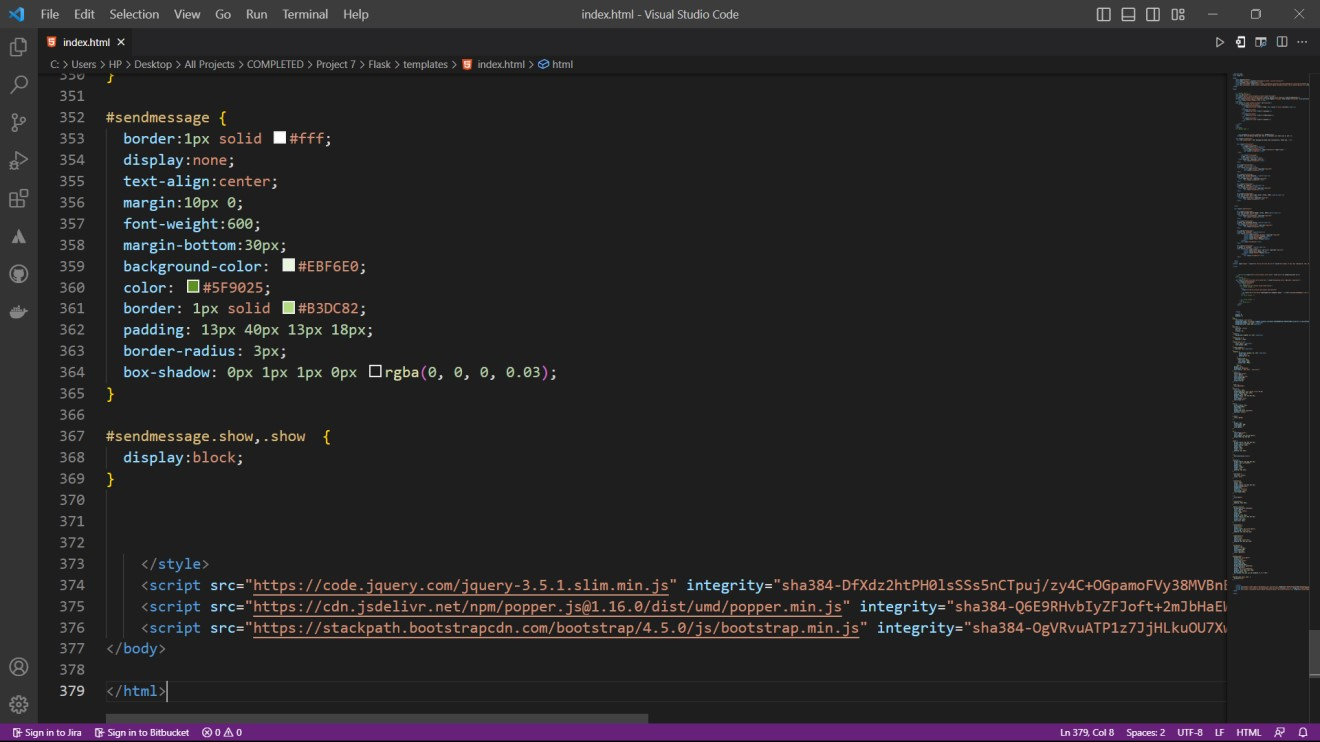 File Edit Selection View Go Run Terminal Help index.html - Visual Studio Code
index.html
C: > Users > HP > Desktop > All Projects > COMPLETED > Project 7 > Flask > templates > index.html > html
350 }
351
352 #sendmessage {
353 border:1px solid #fff;
354 display:none;
355 text-align:center;
356 margin:10px 0;
357 font-weight:600;
358 margin-bottom:30px;
359 background-color: #EBF6E0;
360 color: #5F9025;
361 border: 1px solid #B3DC82;
362 padding: 13px 40px 13px 18px;
363 border-radius: 3px;
364 box-shadow: 0px 1px 1px 0px rgba(0, 0, 0, 0.03);
365 }
366
367 #sendmessage.show,.show  {
368 display:block;
369 }
370
371
372
373 </style>
374 <script src="https://code.jquery.com/jquery-3.5.1.slim.min.js" integrity="sha384-DfXdz2htPH0lsSSs5nCTpuj/zy4C+OGpamoFVy38MVBnE
375 <script src="https://cdn.jsdelivr.net/npm/popper.js@1.16.0/dist/umd/popper.min.js" integrity="sha384-Q6E9RHvbIyZFJoft+2mJbHaEW
376 <script src="https://stackpath.bootstrapcdn.com/bootstrap/4.5.0/js/bootstrap.min.js" integrity="sha384-OgVRvuATP1z7JjHLkuOU7Xw
377 </body>
378
379 </html>
Sign in to Jira Sign in to Bitbucket 0 0 Ln 379, Col 8 Spaces: 2 UTF-8 LF HTML